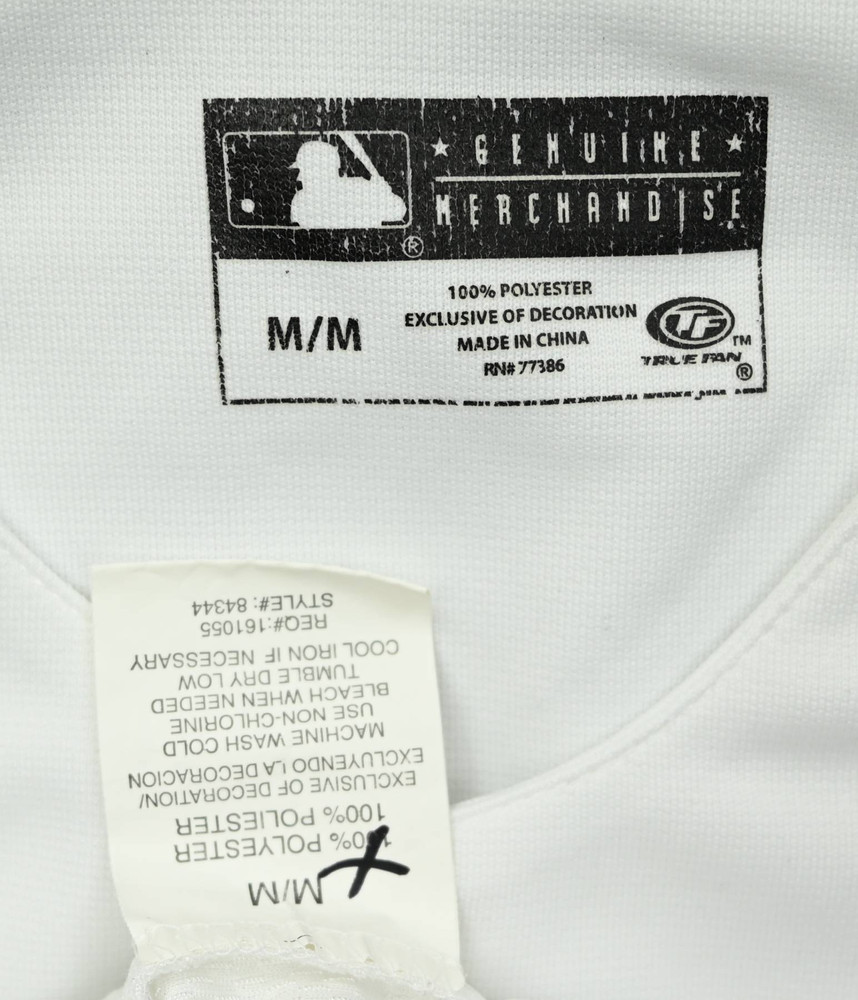 ★ GENUINE ★
MERCHANDISE
®
M/M
100% POLYESTER
EXCLUSIVE OF DECORATION
MADE IN CHINA
RN# 77386
TF
TM
TRUE FAN
®
M/M
100% POLYESTER
100% POLIESTER
EXCLUSIVE OF DECORATION/
EXCLUYENDO LA DECORACION
MACHINE WASH COLD
USE NON-CHLORINE
BLEACH WHEN NEEDED
TUMBLE DRY LOW
COOL IRON IF NECESSARY
REQ#:161055
STYLE#: 84344